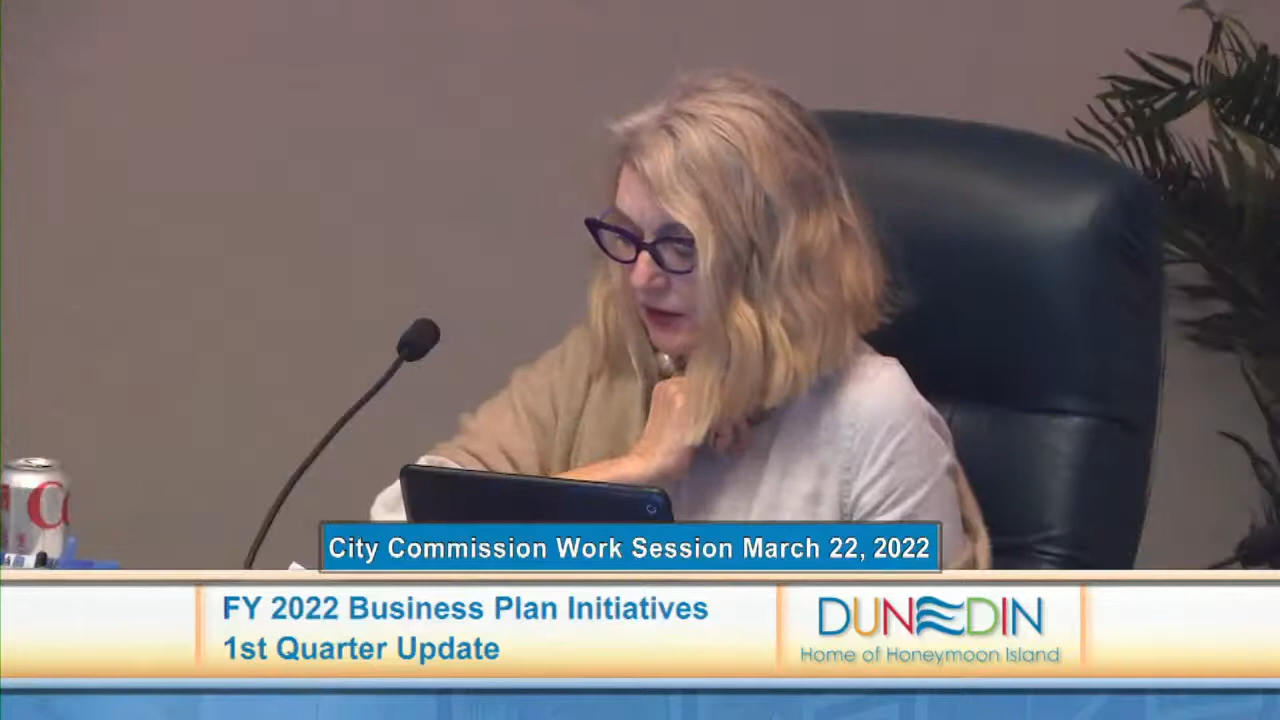 City Commission Work Session March 22, 2022
FY 2022 Business Plan Initiatives
1st Quarter Update
DUNEDIN
Home of Honeymoon Island